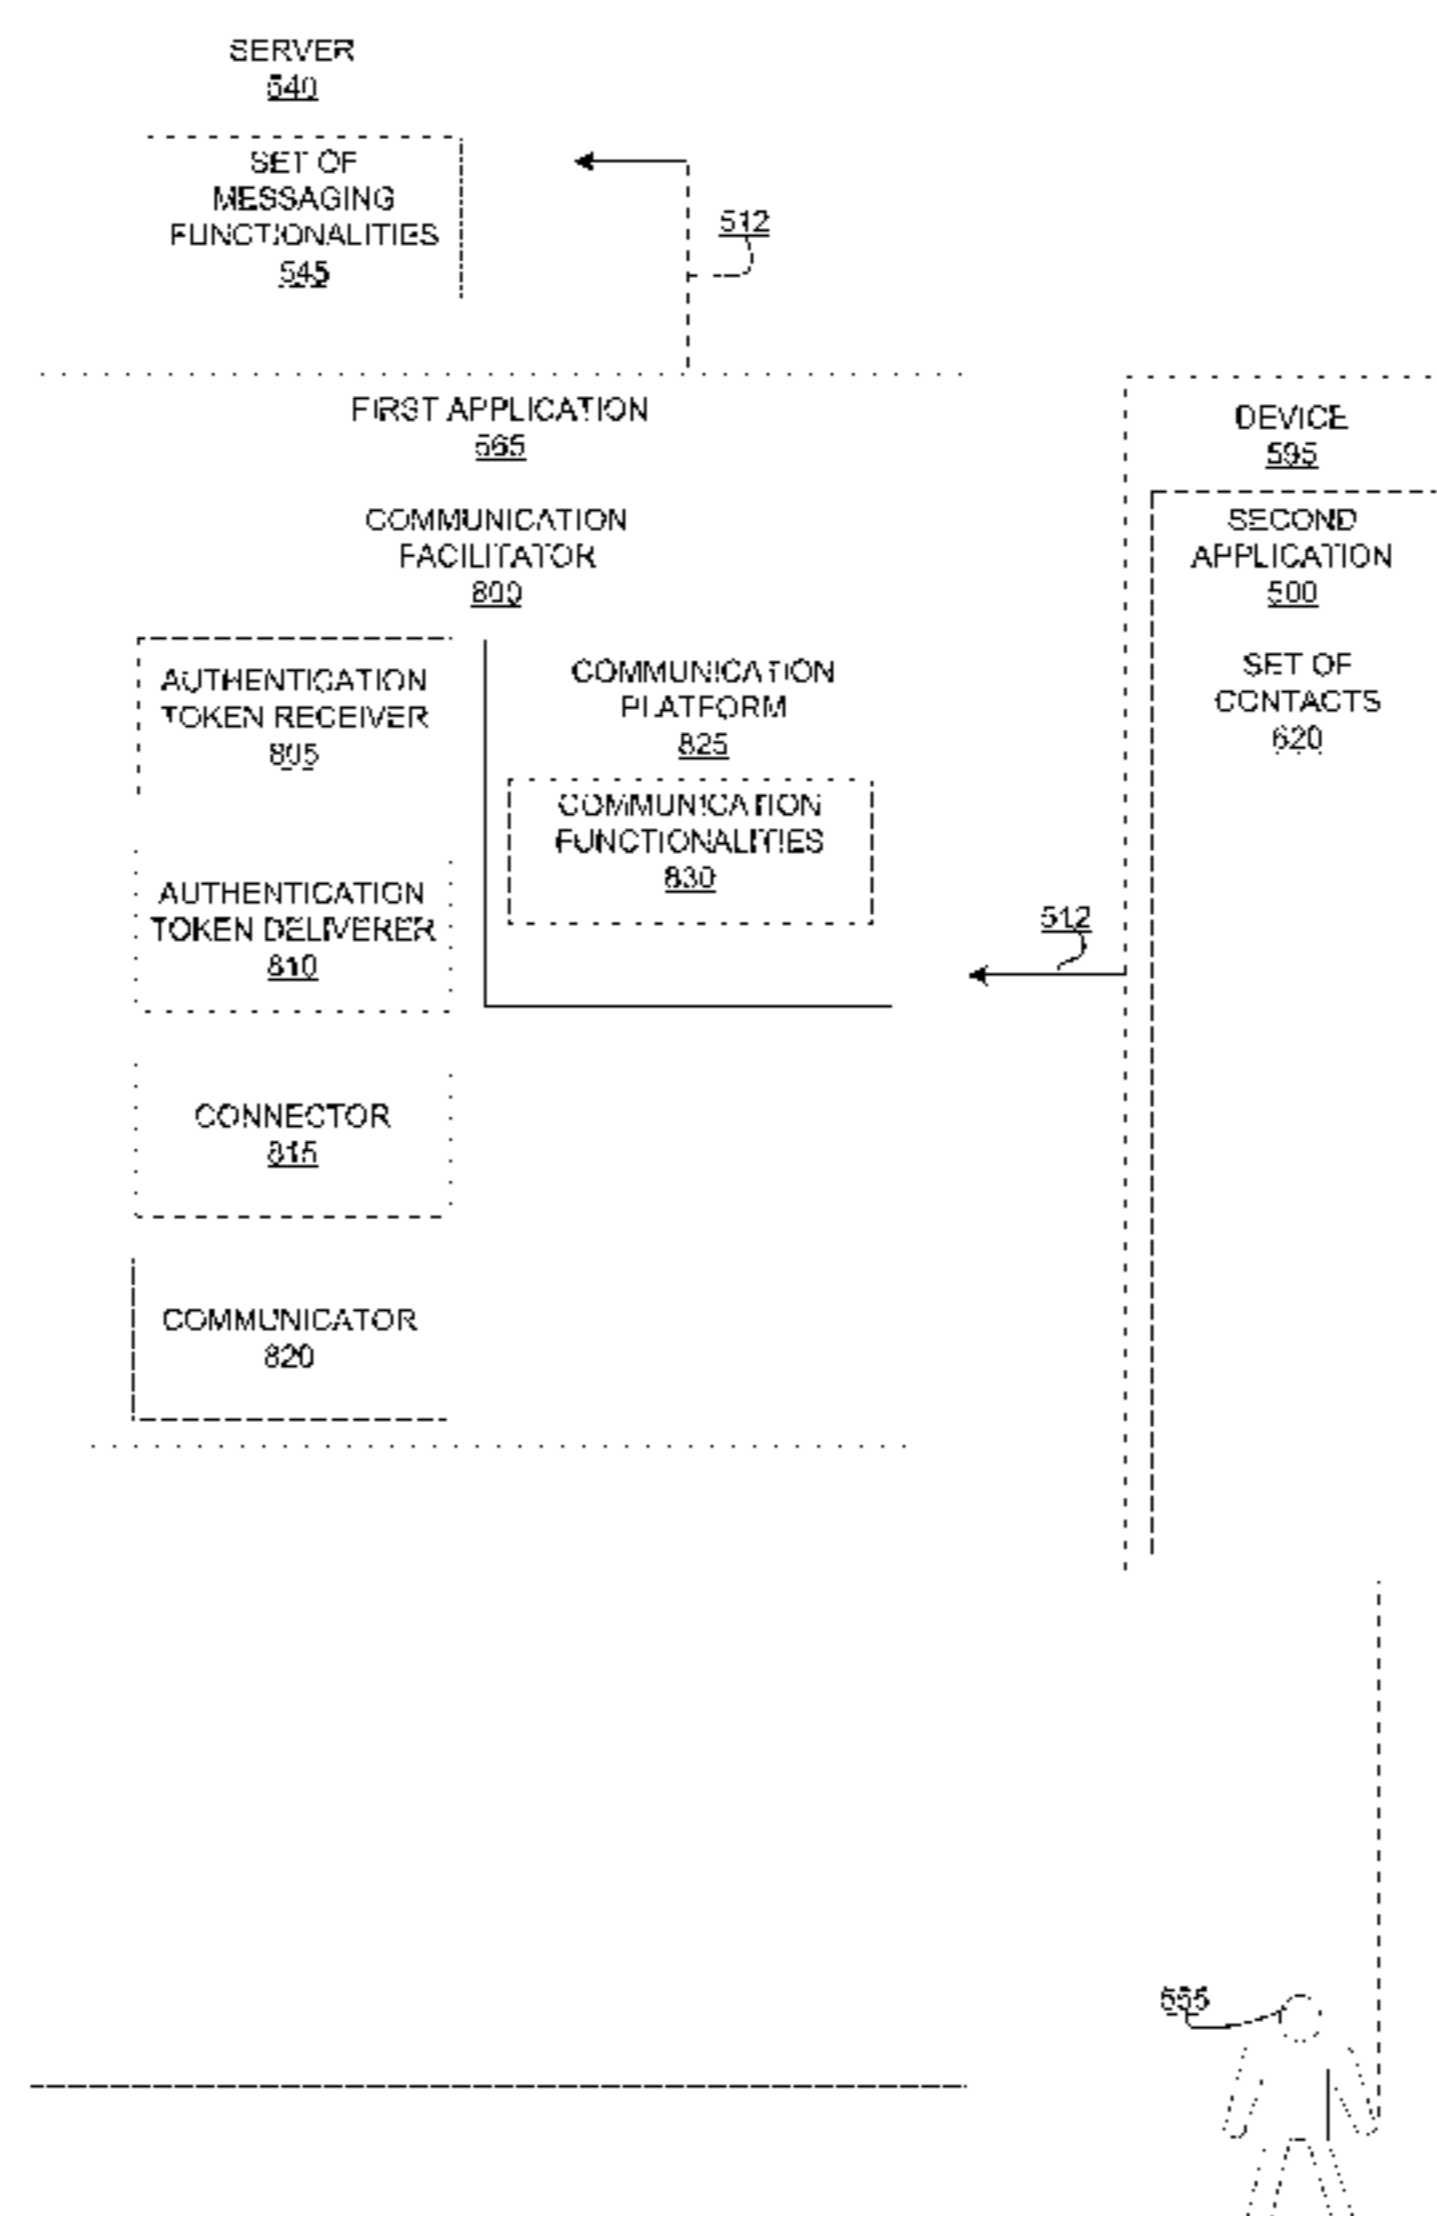 SERVER
540
SET OF
MESSAGING
FUNCTIONALITIES
545
512
FIRST APPLICATION
565
COMMUNICATION
FACILITATOR
800
AUTHENTICATION
TOKEN RECEIVER
805
COMMUNICATION
PLATFORM
825
COMMUNICATION
FUNCTIONALITIES
830
AUTHENTICATION
TOKEN DELIVERER
810
CONNECTOR
815
COMMUNICATOR
820
512
DEVICE
595
SECOND
APPLICATION
500
SET OF
CONTACTS
620
555